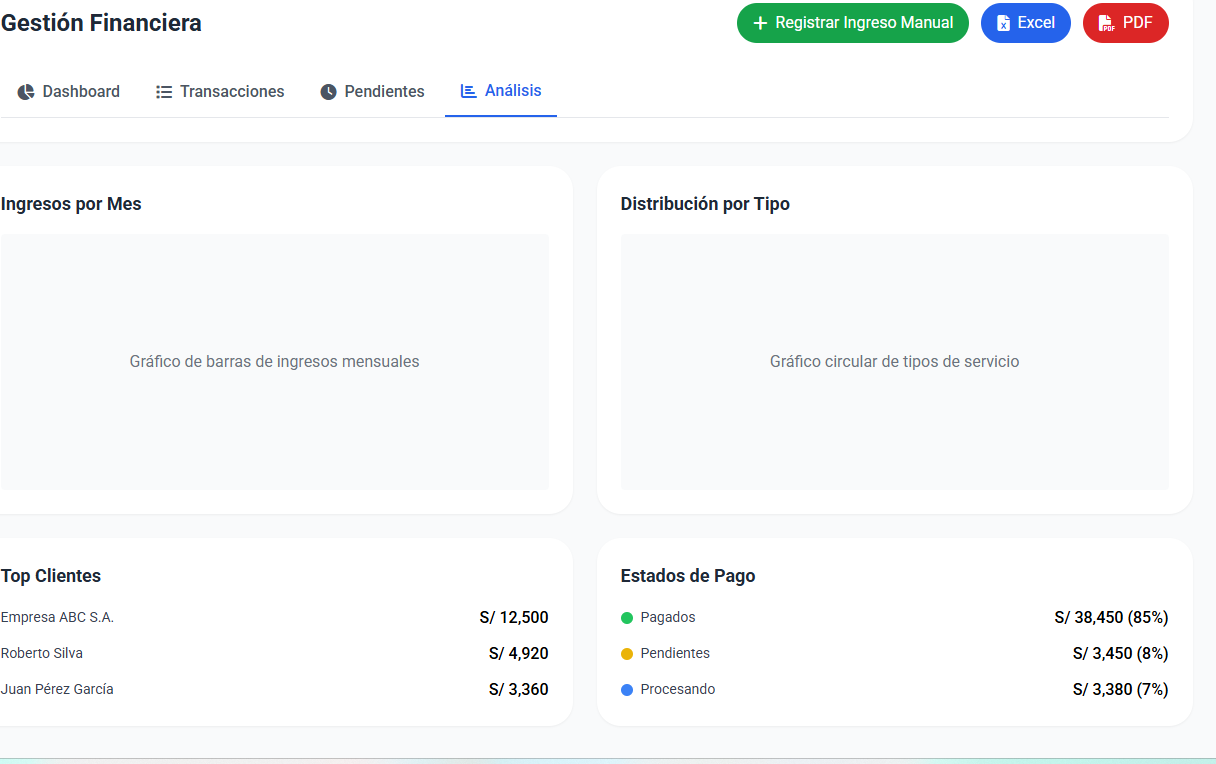 Gestión Financiera
Registrar Ingreso Manual
Excel
PDF
Dashboard
Transacciones
Pendientes
Análisis
Ingresos por Mes
Gráfico de barras de ingresos mensuales
Distribución por Tipo
Gráfico circular de tipos de servicio
Top Clientes
Empresa ABC S.A. S/ 12,500
Roberto Silva S/ 4,920
Juan Pérez García S/ 3,360
Estados de Pago
Pagados S/ 38,450 (85%)
Pendientes S/ 3,450 (8%)
Procesando S/ 3,380 (7%)